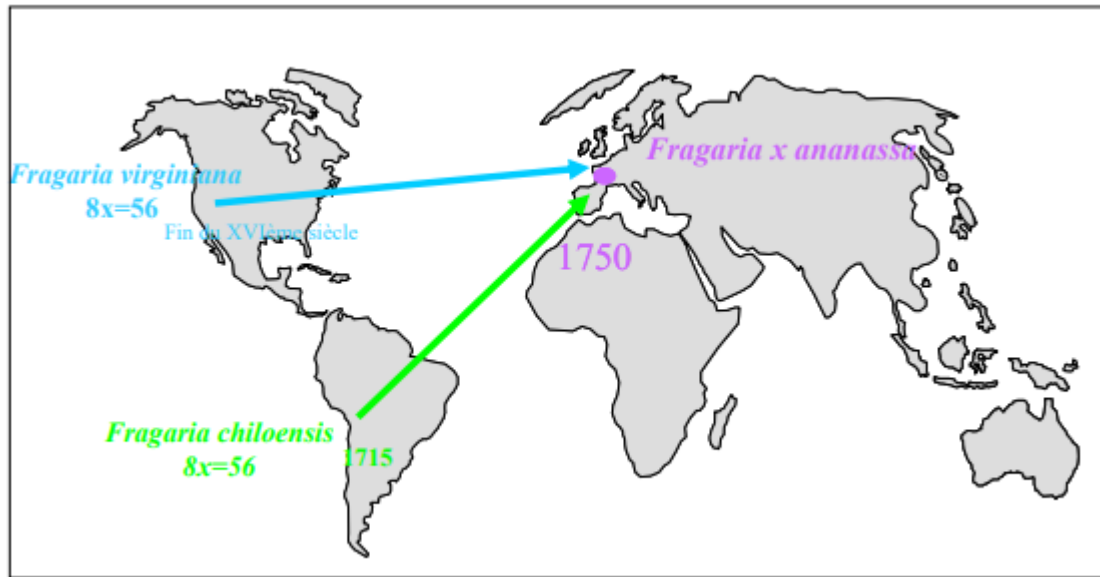 Fragaria x ananassa
Fragaria virginiana
8x=56
Fin du XVIème siècle
1750
Fragaria chiloensis
1715
8x=56